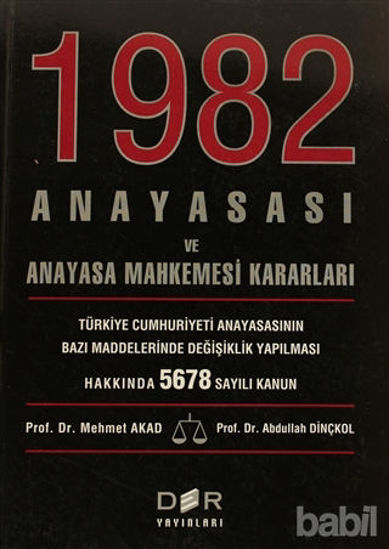 1982
ANAYASASI
VE
ANAYASA MAHKEMESİ KARARLARI
TÜRKİYE CUMHURİYETİ ANAYASASININ
BAZI MADDELERİNDE DEĞİŞİKLİK YAPILMASI
HAKKINDA 5678 SAYILI KANUN
Prof. Dr. Mehmet AKAD Prof. Dr. Abdullah DİNÇKOL
DER
YAYINLARI
babil